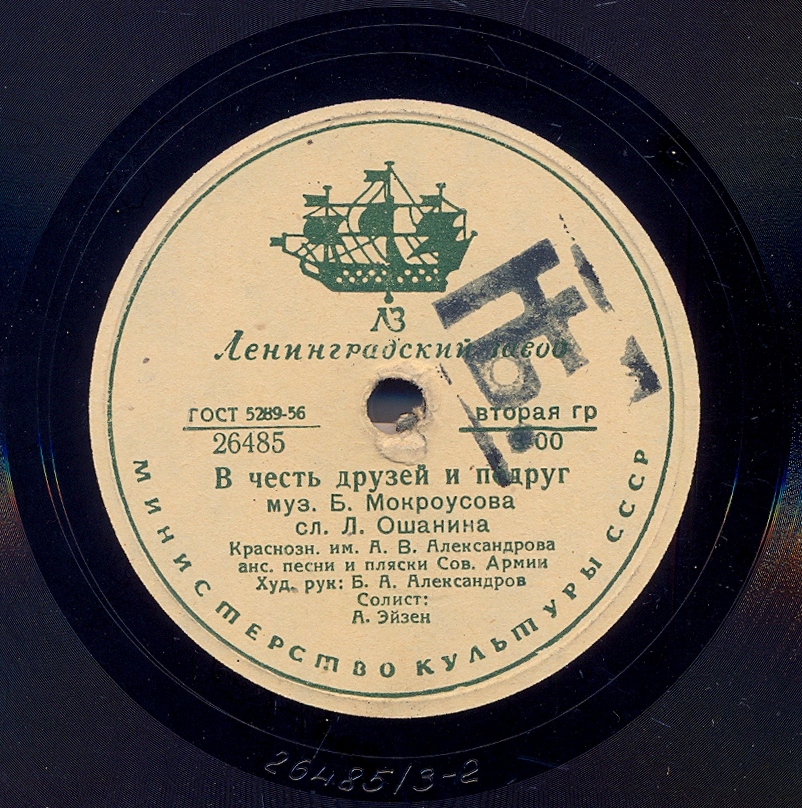 ЛЗ
Ленинградский завод
ГОСТ 5289-56
вторая гр
26485
00
В честь друзей и подруг
муз. Б. Мокроусова
сл. Л. Ошанина
Краснозн. им. А. В. Александрова
анс. песни и пляски Сов. Армии
Худ. рук: Б. А. Александров
Солист:
А. Эйзен
МИНИСТЕРСТВО КУЛЬТУРЫ СССР
26485/3-2